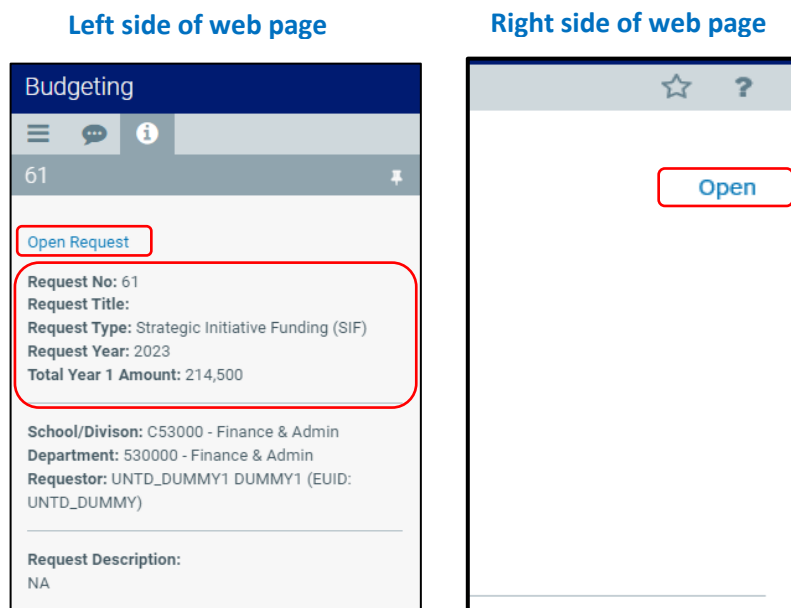 Left side of web page
Right side of web page
Budgeting
61
Open Request
Request No: 61
Request Title:
Request Type: Strategic Initiative Funding (SIF)
Request Year: 2023
Total Year 1 Amount: 214,500
School/Divison: C53000 - Finance & Admin
Department: 530000 - Finance & Admin
Requestor: UNTD_DUMMY1 DUMMY1 (EUID:
UNTD_DUMMY)
Request Description:
NA
?
Open